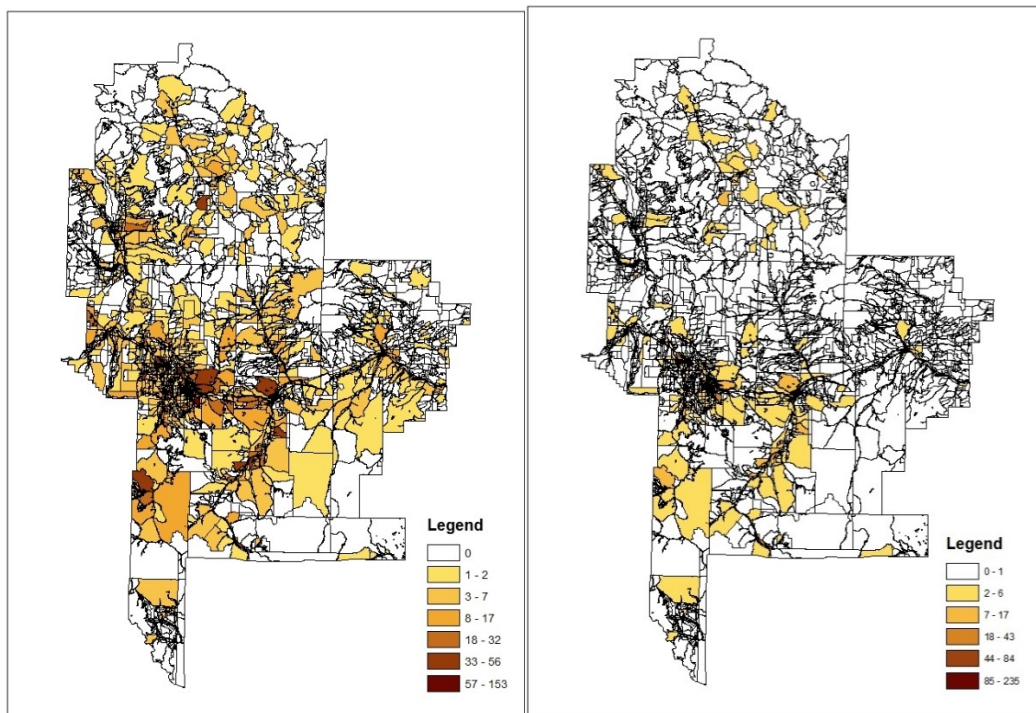 Legend
0
1 - 2
3 - 7
8 - 17
18 - 32
33 - 56
57 - 153
Legend
0 - 1
2 - 6
7 - 17
18 - 43
44 - 84
85 - 235